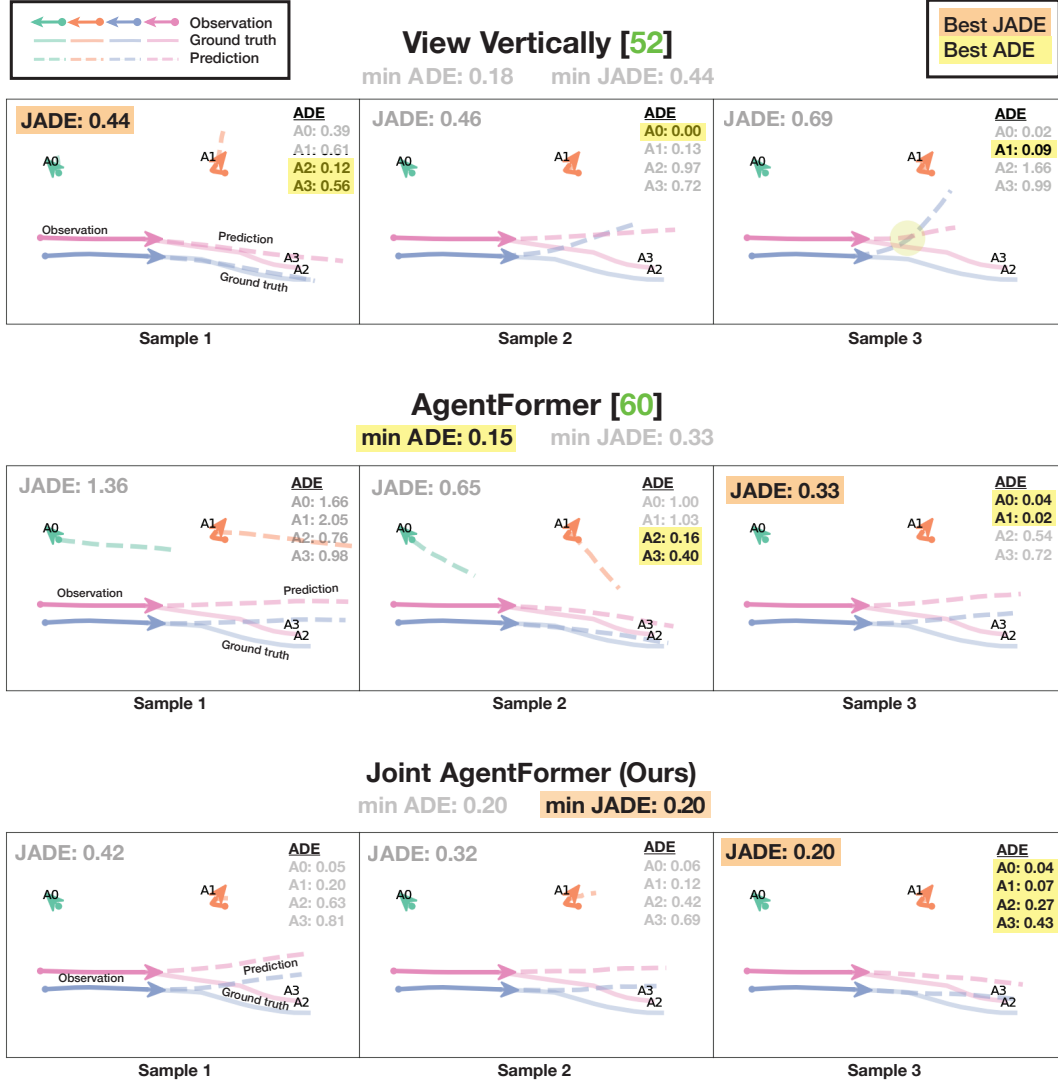 Observation
Ground truth
Prediction
Best JADE
Best ADE
View Vertically [52]
min ADE: 0.18 min JADE: 0.44
JADE: 0.44
ADE
A0: 0.39
A1: 0.61
A2: 0.12
A3: 0.56
A0
A1
Observation
Prediction
A3
A2
Ground truth
Sample 1
JADE: 0.46
ADE
A0: 0.00
A1: 0.13
A2: 0.97
A3: 0.72
A0
A1
A3
A2
Sample 2
JADE: 0.69
ADE
A0: 0.02
A1: 0.09
A2: 1.66
A3: 0.99
A0
A1
A3
A2
Sample 3
AgentFormer [60]
min ADE: 0.15 min JADE: 0.33
JADE: 1.36
ADE
A0: 1.66
A1: 2.05
A2: 0.76
A3: 0.98
A0
A1
Observation
Prediction
A3
A2
Ground truth
Sample 1
JADE: 0.65
ADE
A0: 1.00
A1: 1.03
A2: 0.16
A3: 0.40
A0
A1
A3
A2
Sample 2
JADE: 0.33
ADE
A0: 0.04
A1: 0.02
A2: 0.54
A3: 0.72
A0
A1
A3
A2
Sample 3
Joint AgentFormer (Ours)
min ADE: 0.20 min JADE: 0.20
JADE: 0.42
ADE
A0: 0.05
A1: 0.20
A2: 0.63
A3: 0.81
A0
A1
Observation
Prediction
A3
A2
Ground truth
Sample 1
JADE: 0.32
ADE
A0: 0.06
A1: 0.12
A2: 0.42
A3: 0.69
A0
A1
A3
A2
Sample 2
JADE: 0.20
ADE
A0: 0.04
A1: 0.07
A2: 0.27
A3: 0.43
A0
A1
A3
A2
Sample 3